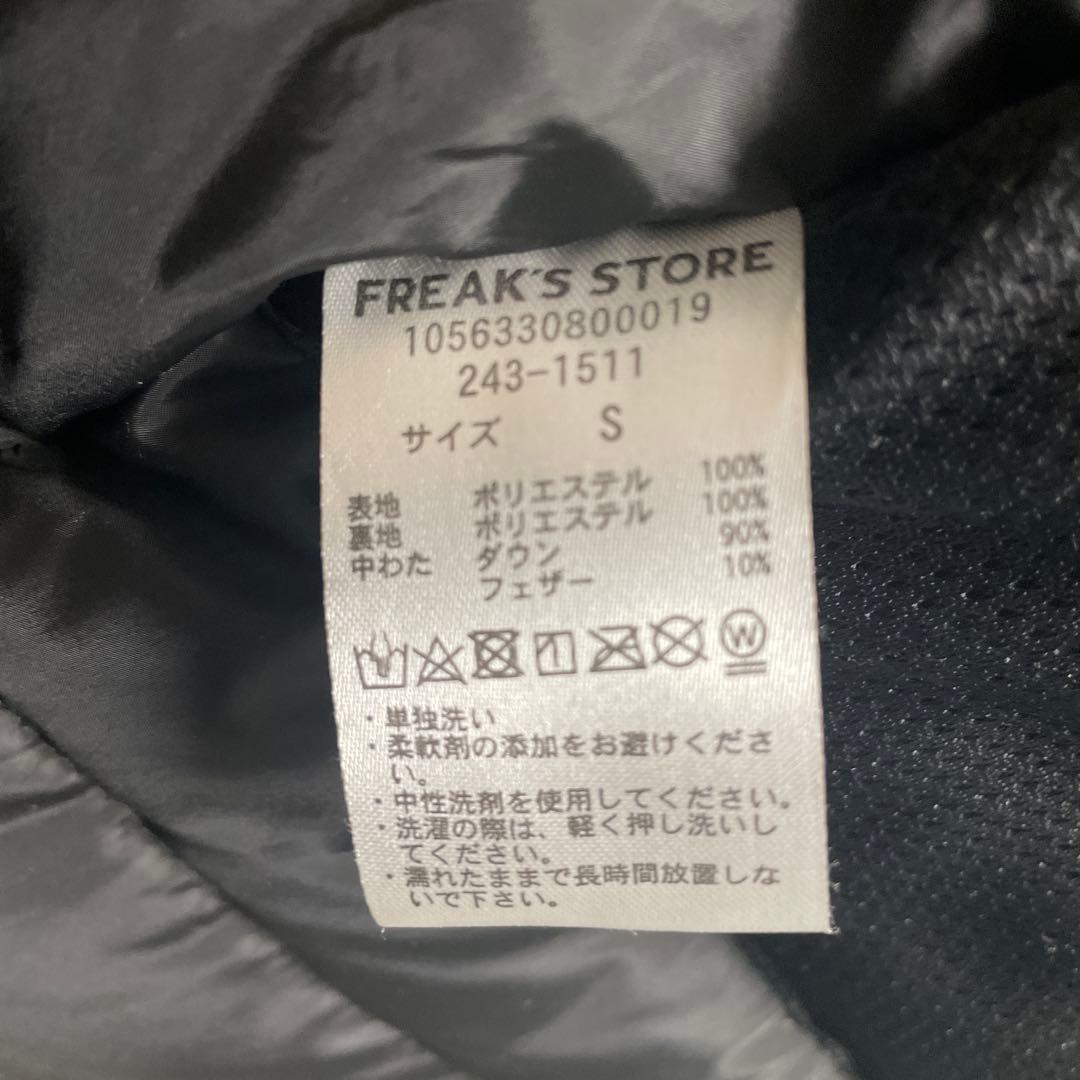 FREAK'S STORE
1056330800019
243-1511
サイズ S
表地 ポリエステル 100%
裏地 ポリエステル 100%
中わた ダウン 90%
フェザー 10%
W
・単独洗い
・柔軟剤の添加をお避けくださ
い。
・中性洗剤を使用してください。
・洗濯の際は、軽く押し洗いし
てください。
・濡れたままで長時間放置しな
いで下さい。